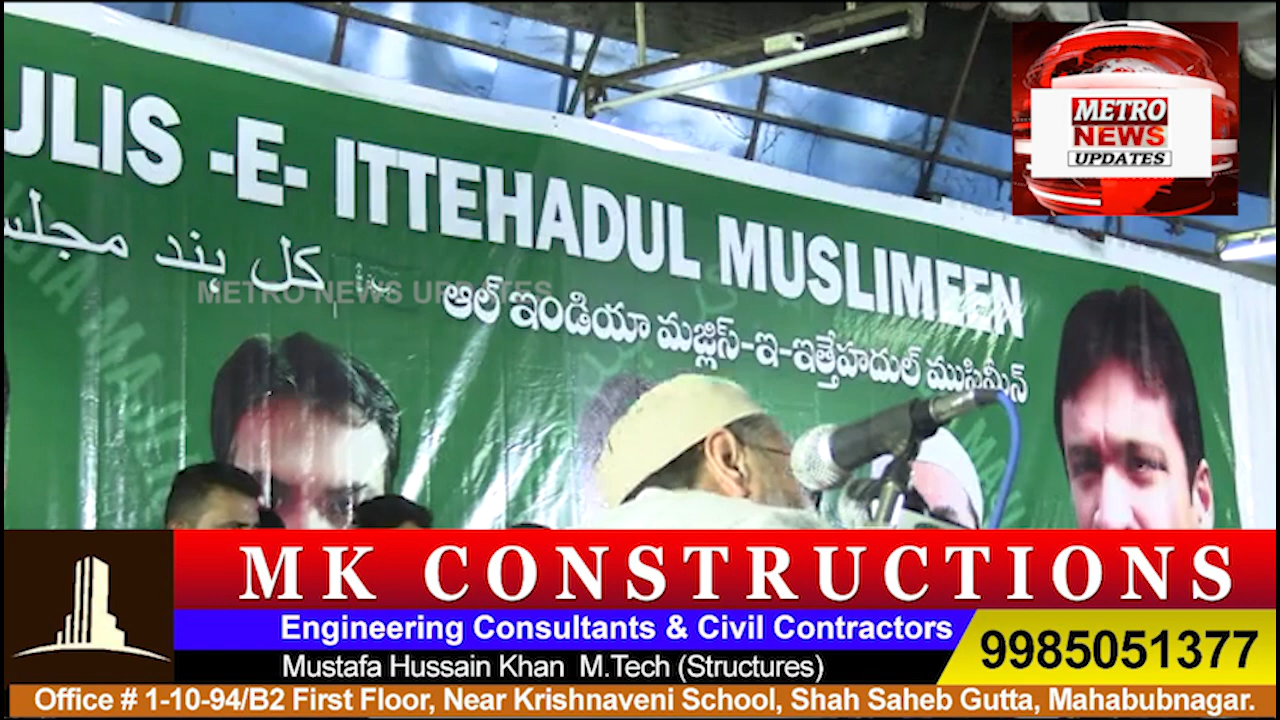 METRO
NEWS
UPDATES
ULIS -E- ITTEHADUL MUSLIMEEN
کل ہند مجلس
METRO NEWS UPDATES
ఆల్ ఇండియా మజ్లిస్-ఇ-ఇత్తేహదుల్ ముసిమీన్
MK CONSTRUCTIONS
Engineering Consultants & Civil Contractors
Mustafa Hussain Khan M.Tech (Structures)
9985051377
Office # 1-10-94/B2 First Floor, Near Krishnaveni School, Shah Saheb Gutta, Mahabubnagar.